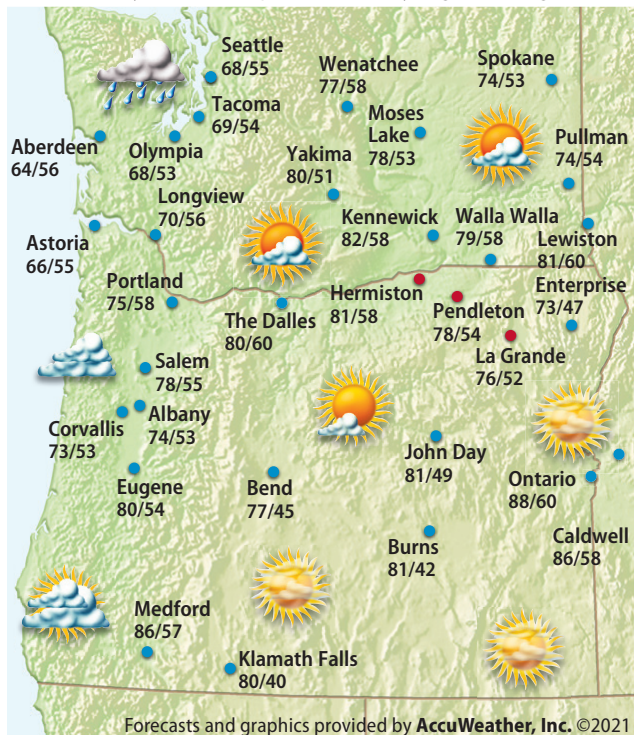 Seattle
68/55
Wenatchee
77/58
Spokane
74/53
Tacoma
69/54
Moses
Lake
78/53
Aberdeen
64/56
Olympia
68/53
Yakima
80/51
Pullman
74/54
Longview
70/56
Kennewick
82/58
Walla Walla
79/58
Lewiston
81/60
Astoria
66/55
Portland
75/58
The Dalles
80/60
Hermiston
81/58
Pendleton
78/54
Enterprise
73/47
La Grande
76/52
Salem
78/55
Albany
74/53
Corvallis
73/53
John Day
81/49
Ontario
88/60
Eugene
80/54
Bend
77/45
Caldwell
86/58
Burns
81/42
Medford
86/57
Klamath Falls
80/40
Forecasts and graphics provided by AccuWeather, Inc. ©2021